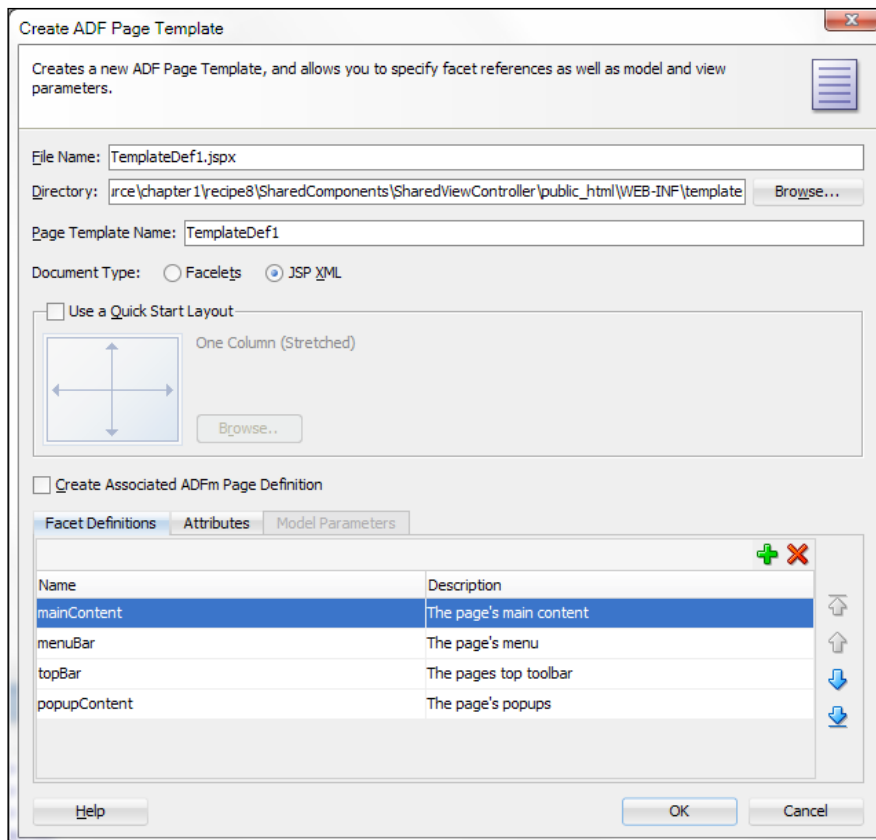 Create ADF Page Template
Creates a new ADF Page Template, and allows you to specify facet references as well as model and view
parameters.
File Name: TemplateDef1.jspx
Directory: ırce\chapter1\recipe8\SharedComponents\SharedViewController\public_html\WEB-INF\template Browse...
Page Template Name: TemplateDef1
Document Type: Facelets JSP XML
Use a Quick Start Layout
One Column (Stretched)
Browse..
Create Associated ADFm Page Definition
Facet Definitions Attributes Model Parameters
Name Description
mainContent The page's main content
menuBar The page's menu
topBar The pages top toolbar
popupContent The page's popups
Help OK Cancel